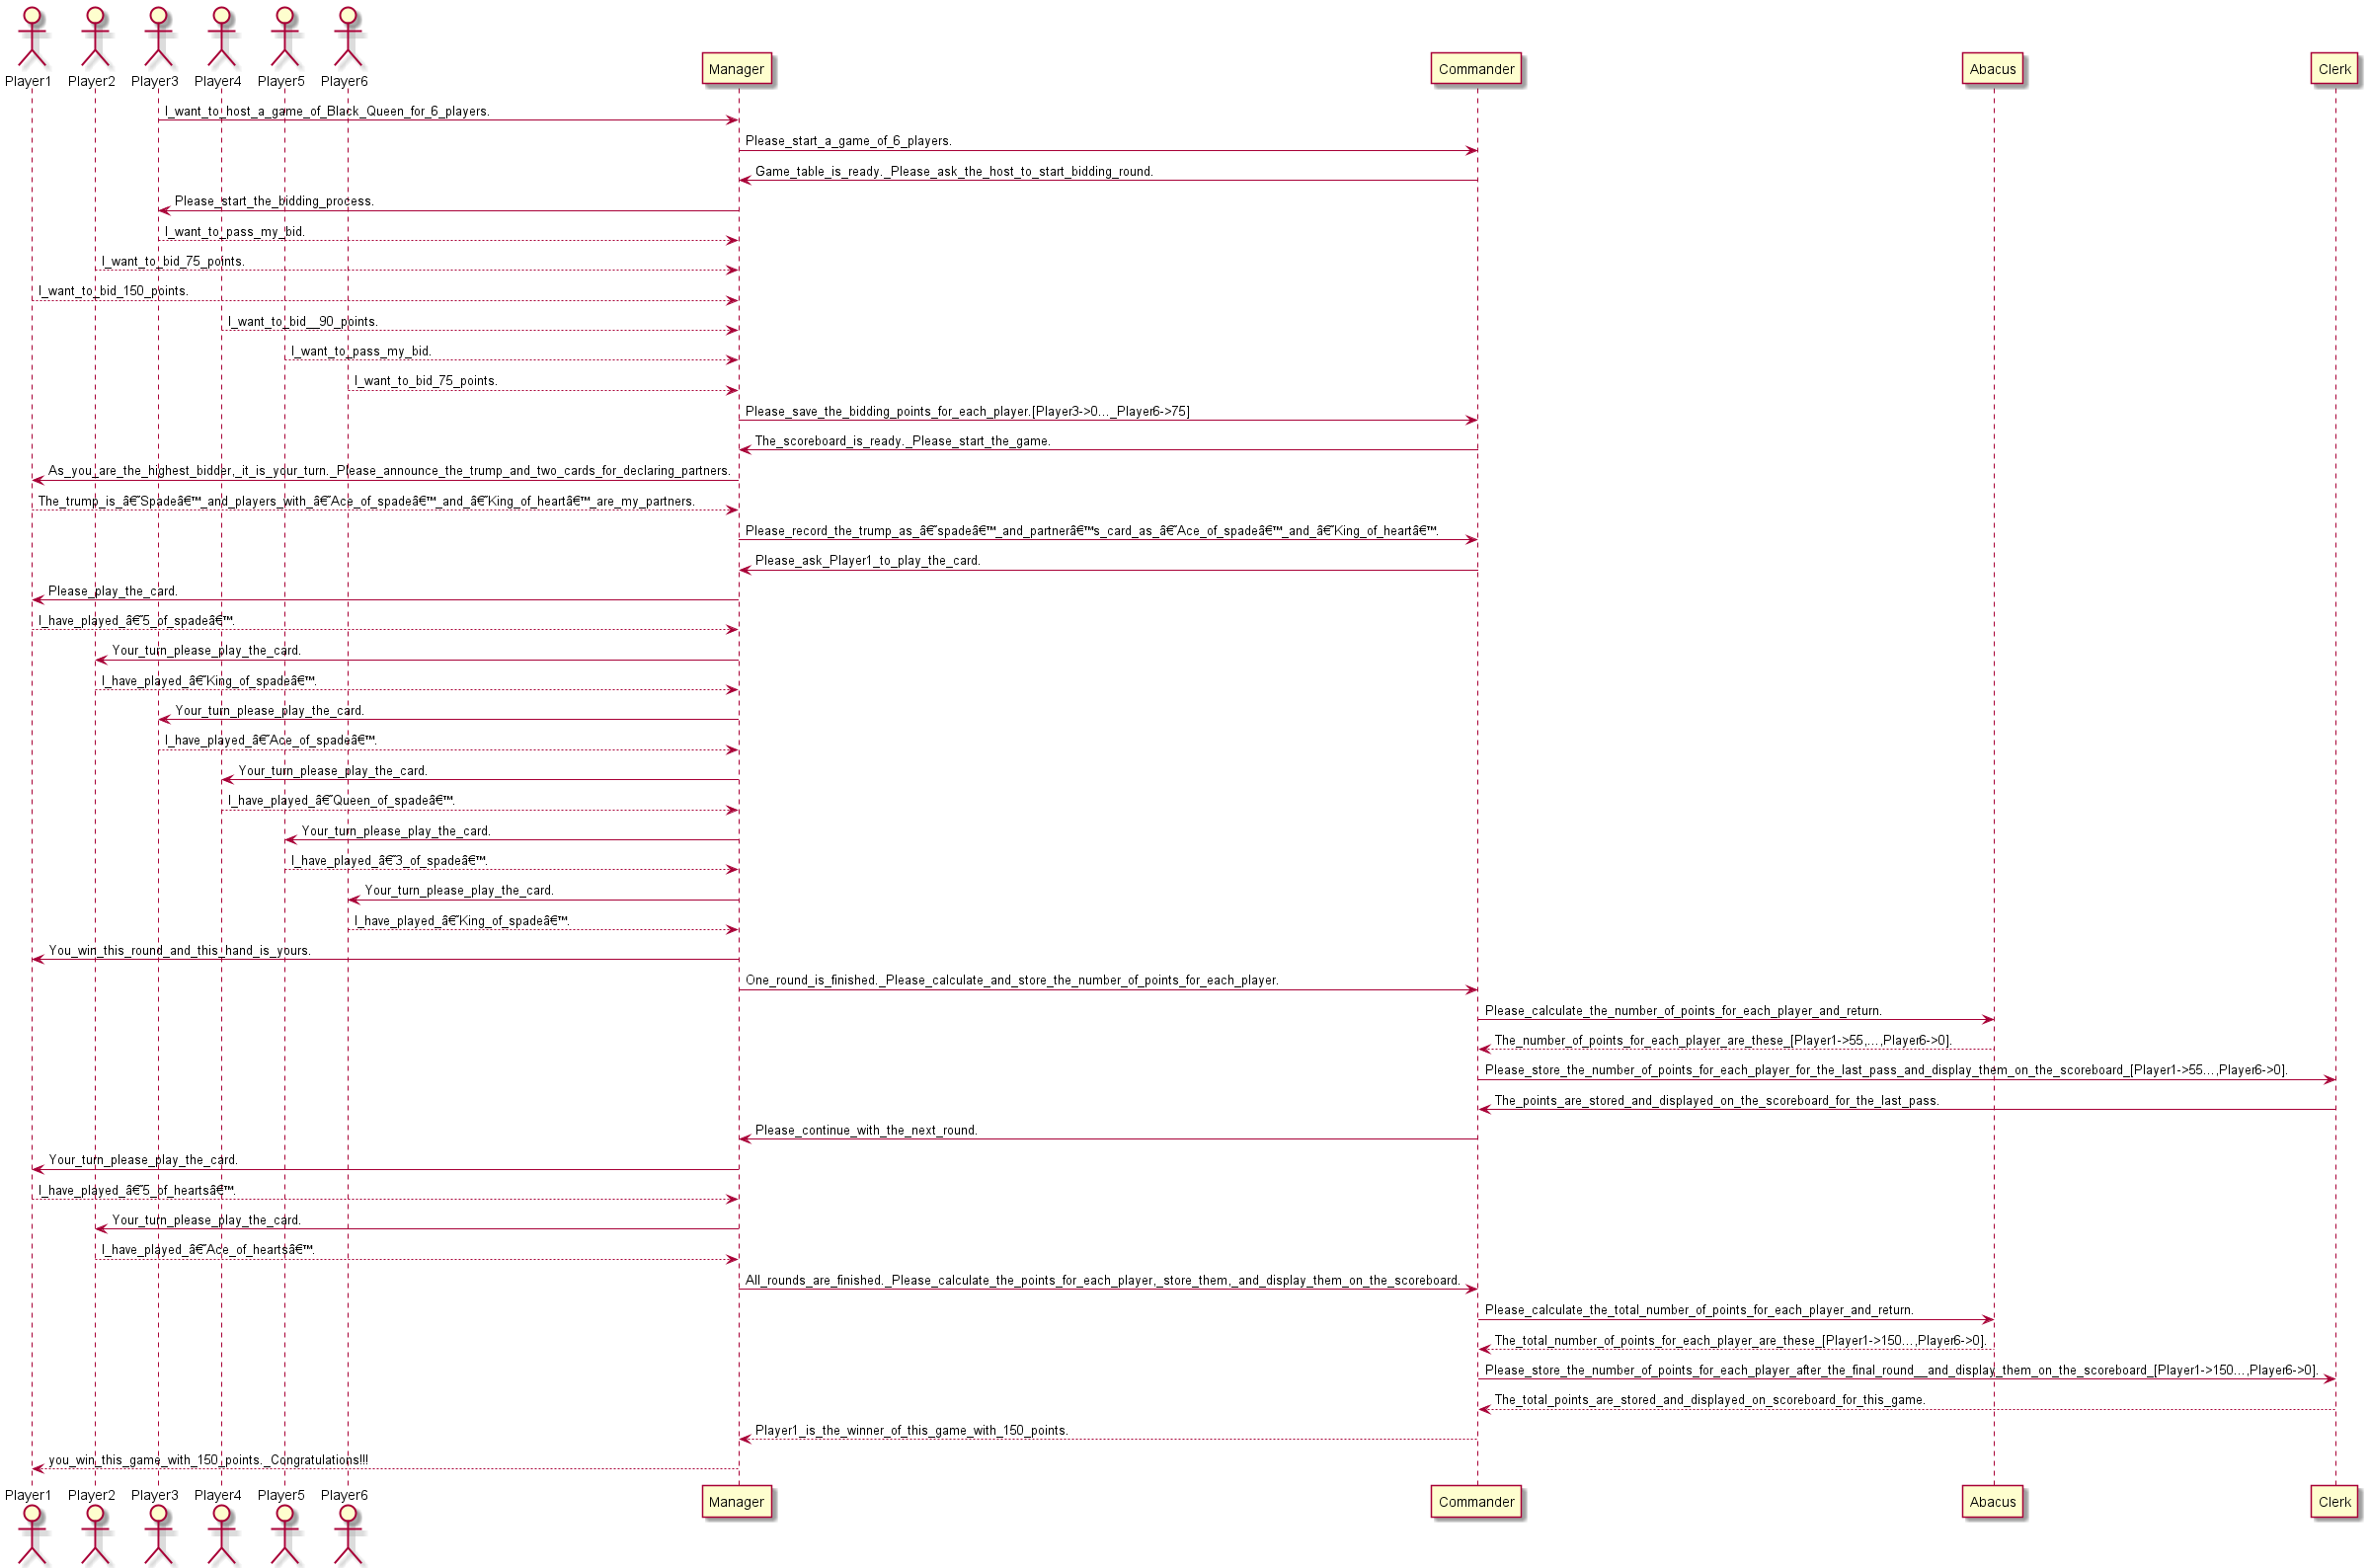 Player1 Player2 Player3 Player4 Player5 Player6 Manager Commander Abacus Clerk
I_want_to_host_a_game_of_Black_Queen_for_6_players.
Please_start_a_game_of_6_players.
Game_table_is_ready._Please_ask_the_host_to_start_bidding_round.
Please_start_the_bidding_process.
I_want_to_pass_my_bid.
I_want_to_bid_75_points.
I_want_to_bid_150_points.
I_want_to_bid__90_points.
I_want_to_pass_my_bid.
I_want_to_bid_75_points.
Please_save_the_bidding_points_for_each_player.[Player3->0..._Player6->75]
The_scoreboard_is_ready._Please_start_the_game.
As_you_are_the_highest_bidder,_it_is_your_turn._Please_announce_the_trump_and_two_cards_for_declaring_partners.
The_trump_is_â€˜Spadeâ€™_and_players_with_â€˜Ace_of_spadeâ€™_and_â€˜King_of_heartâ€™_are_my_partners.
Please_record_the_trump_as_â€˜spadeâ€™_and_partnerâ€™s_card_as_â€˜Ace_of_spadeâ€™_and_â€˜King_of_heartâ€™.
Please_ask_Player1_to_play_the_card.
Please_play_the_card.
I_have_played_â€˜5_of_spadeâ€™.
Your_turn_please_play_the_card.
I_have_played_â€˜King_of_spadeâ€™.
Your_turn_please_play_the_card.
I_have_played_â€˜Ace_of_spadeâ€™.
Your_turn_please_play_the_card.
I_have_played_â€˜Queen_of_spadeâ€™.
Your_turn_please_play_the_card.
I_have_played_â€˜3_of_spadeâ€™.
Your_turn_please_play_the_card.
I_have_played_â€˜King_of_spadeâ€™.
You_win_this_round_and_this_hand_is_yours.
One_round_is_finished._Please_calculate_and_store_the_number_of_points_for_each_player.
Please_calculate_the_number_of_points_for_each_player_and_return.
The_number_of_points_for_each_player_are_these_[Player1->55,...,Player6->0].
Please_store_the_number_of_points_for_each_player_for_the_last_pass_and_display_them_on_the_scoreboard_[Player1->55...,Player6->0].
The_points_are_stored_and_displayed_on_the_scoreboard_for_the_last_pass.
Please_continue_with_the_next_round.
Your_turn_please_play_the_card.
I_have_played_â€˜5_of_heartsâ€™.
Your_turn_please_play_the_card.
I_have_played_â€˜Ace_of_heartsâ€™.
All_rounds_are_finished._Please_calculate_the_points_for_each_player,_store_them,_and_display_them_on_the_scoreboard.
Please_calculate_the_total_number_of_points_for_each_player_and_return.
The_total_number_of_points_for_each_player_are_these_[Player1->150...,Player6->0].
Please_store_the_number_of_points_for_each_player_after_the_final_round__and_display_them_on_the_scoreboard_[Player1->150...,Player6->0].
The_total_points_are_stored_and_displayed_on_scoreboard_for_this_game.
Player1_is_the_winner_of_this_game_with_150_points.
you_win_this_game_with_150_points._Congratulations!!!
Player1 Player2 Player3 Player4 Player5 Player6 Manager Commander Abacus Clerk